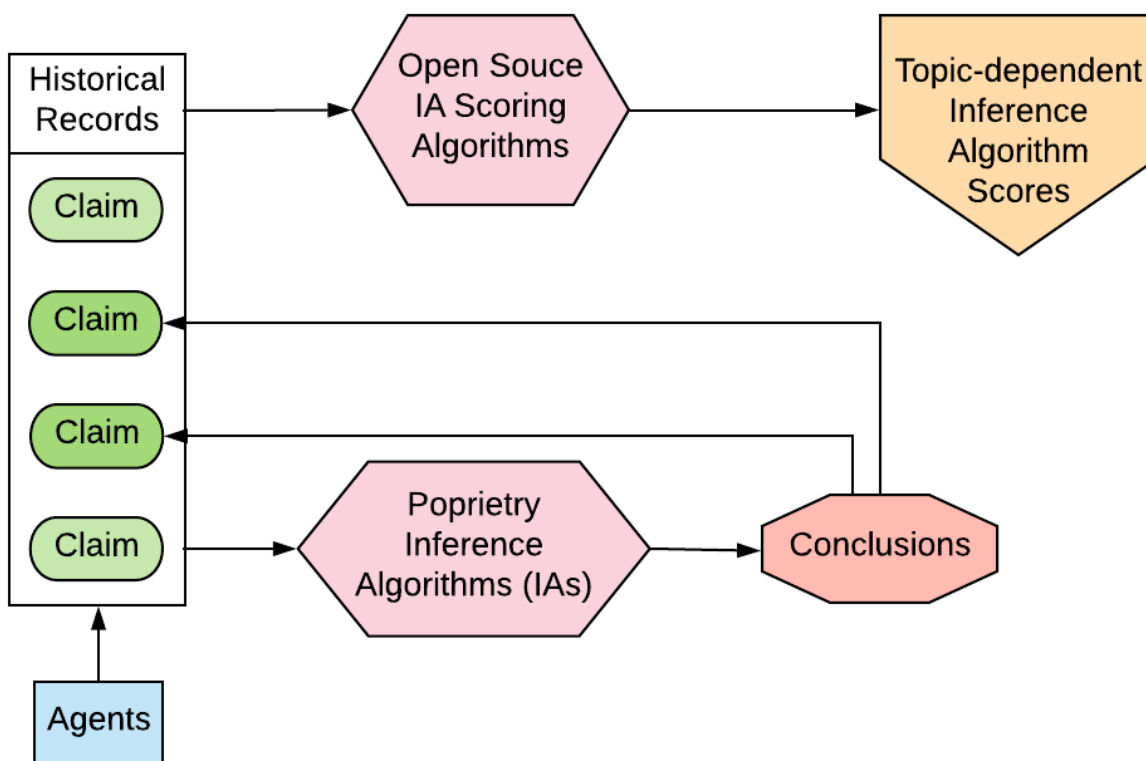 Historical
Records
Open Souce
IA Scoring
Algorithms
Topic-dependent
Inference
Algorithm
Scores
Claim
Claim
Claim
Claim
Poprietry
Inference
Algorithms (IAs)
Conclusions
Agents